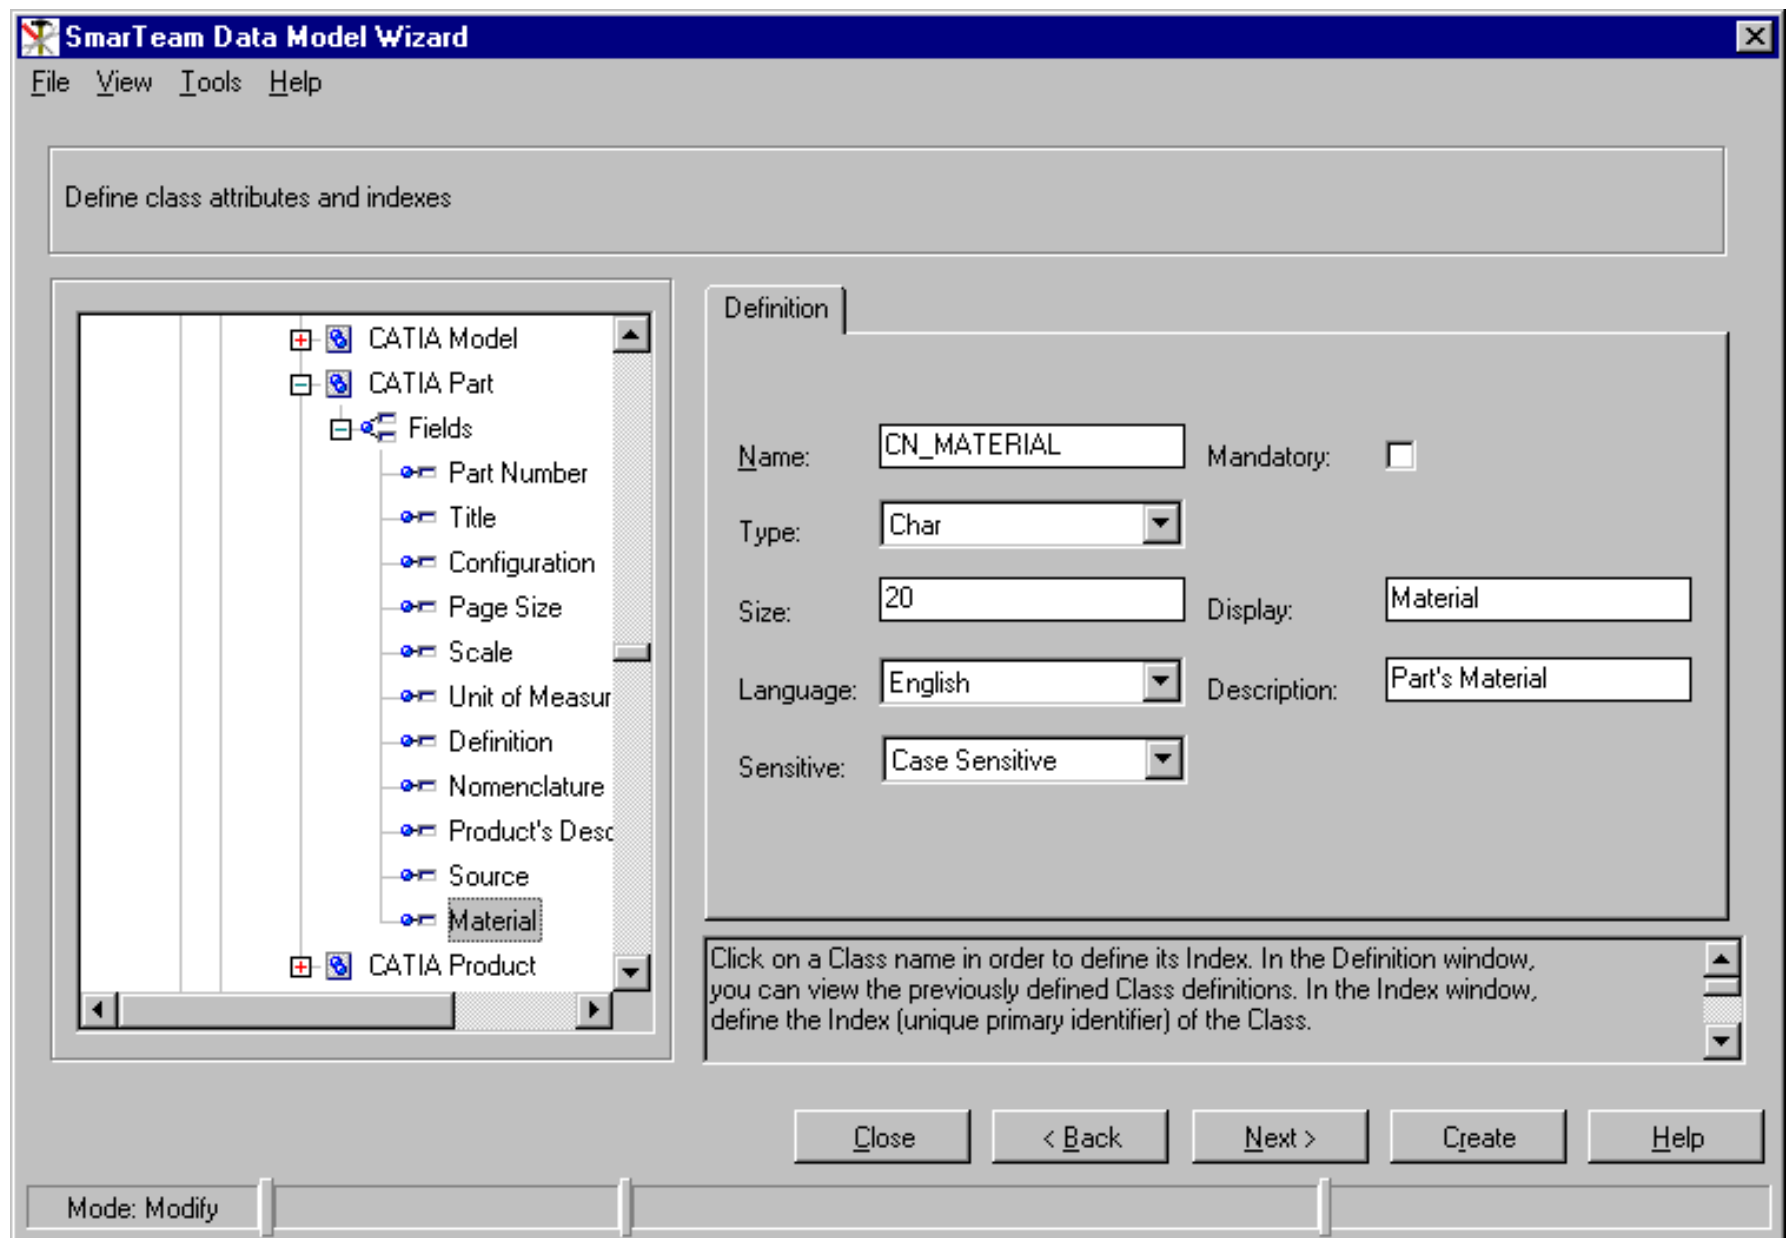 SmarTeam Data Model Wizard
File View Tools Help
Define class attributes and indexes
CATIA Model
CATIA Part
Fields
Part Number
Title
Configuration
Page Size
Scale
Unit of Measur
Definition
Nomenclature
Product's Desc
Source
Material
CATIA Product
Definition
Name: CN_MATERIAL Mandatory:
Type: Char
Size: 20 Display: Material
Language: English Description: Part's Material
Sensitive: Case Sensitive
Click on a Class name in order to define its Index. In the Definition window,
you can view the previously defined Class definitions. In the Index window,
define the Index (unique primary identifier) of the Class.
Close < Back Next > Create Help
Mode: Modify